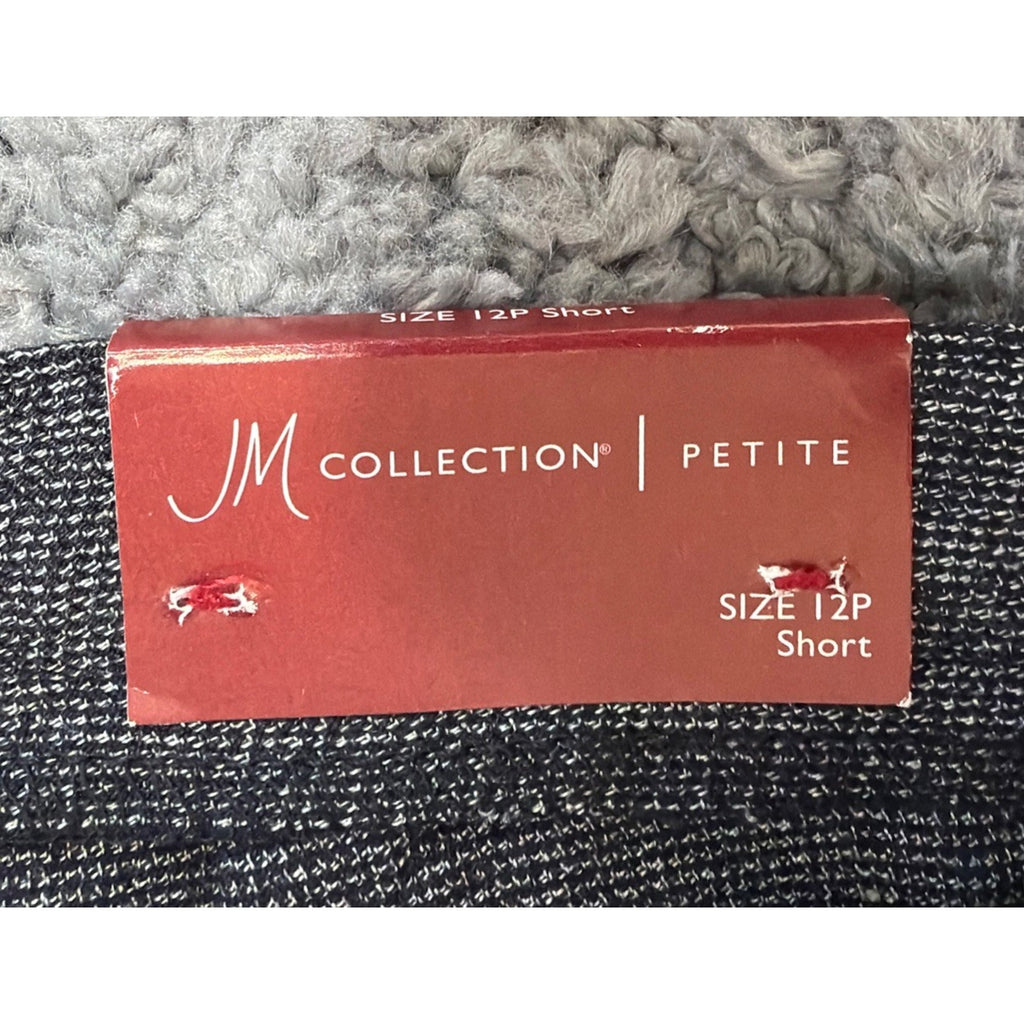 SIZE 12P Short
JM COLLECTION® | PETITE
SIZE 12P
Short